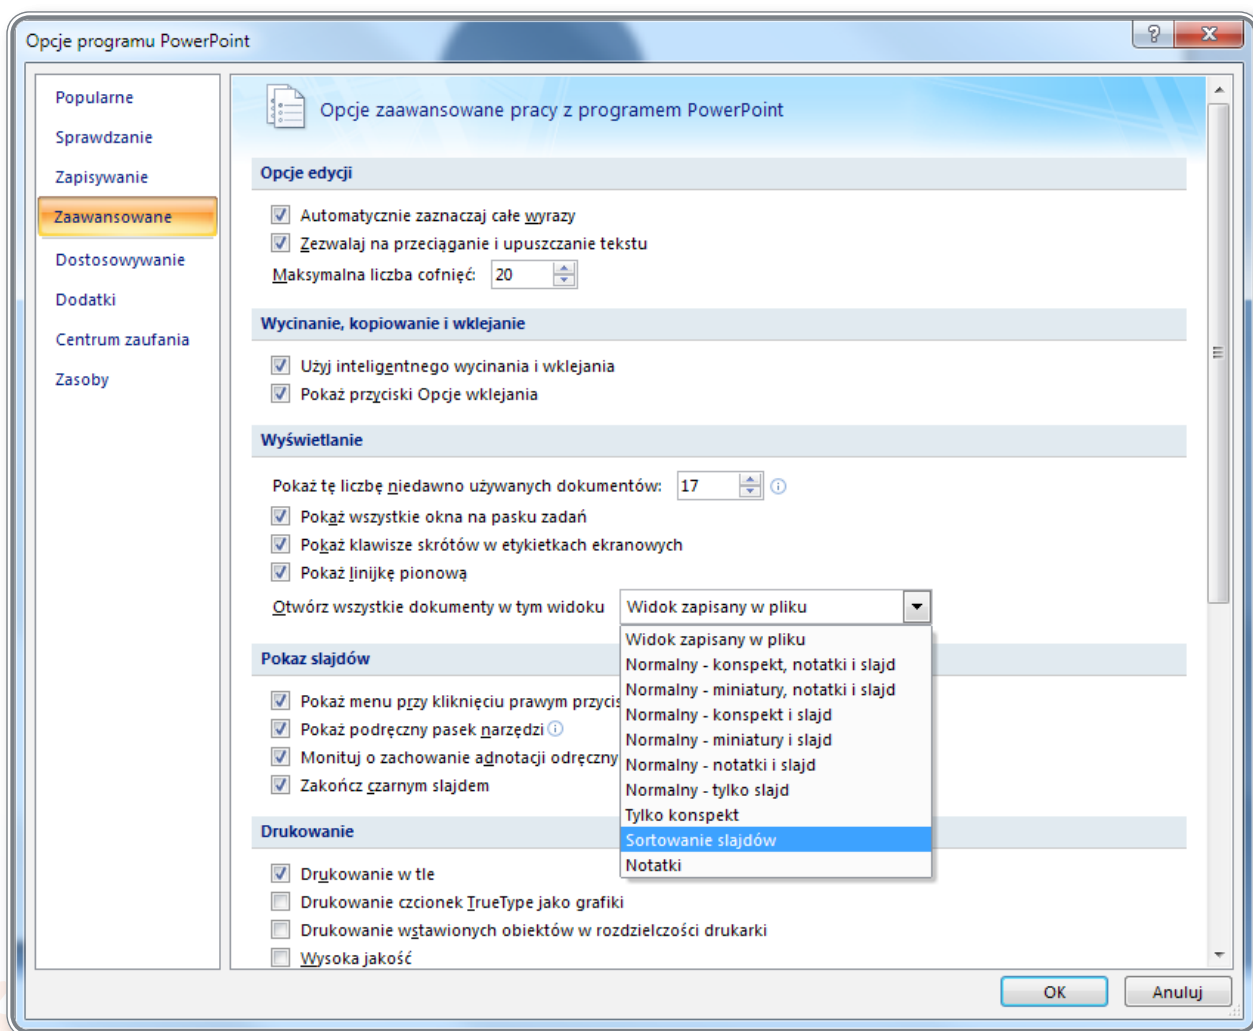 Opcje programu PowerPoint
Popularne
Sprawdzanie
Zapisywanie
Zaawansowane
Dostosowywanie
Dodatki
Centrum zaufania
Zasoby
Opcje zaawansowane pracy z programem PowerPoint
Opcje edycji
Automatycznie zaznaczaj całe wyrazy
Zezwalaj na przeciąganie i upuszczanie tekstu
Maksymalna liczba cofnięć: 20
Wycinanie, kopiowanie i wklejanie
Użyj inteligentnego wycinania i wklejania
Pokaż przyciski Opcje wklejania
Wyświetlanie
Pokaż tę liczbę niedawno używanych dokumentów: 17
Pokaż wszystkie okna na pasku zadań
Pokaż klawisze skrótów w etykietkach ekranowych
Pokaż linijkę pionową
Otwórz wszystkie dokumenty w tym widoku Widok zapisany w pliku
Widok zapisany w pliku
Normalny - konspekt, notatki i slajd
Normalny - miniatury, notatki i slajd
Normalny - konspekt i slajd
Normalny - miniatury i slajd
Normalny - notatki i slajd
Normalny - tylko slajd
Tylko konspekt
Sortowanie slajdów
Notatki
Pokaz slajdów
Pokaż menu przy kliknięciu prawym przycis
Pokaż podręczny pasek narzędzi
Monituj o zachowanie adnotacji odręczny
Zakończ czarnym slajdem
Drukowanie
Drukowanie w tle
Drukowanie czcionek TrueType jako grafiki
Drukowanie wstawionych obiektów w rozdzielczości drukarki
Wysoka jakość
OK Anuluj